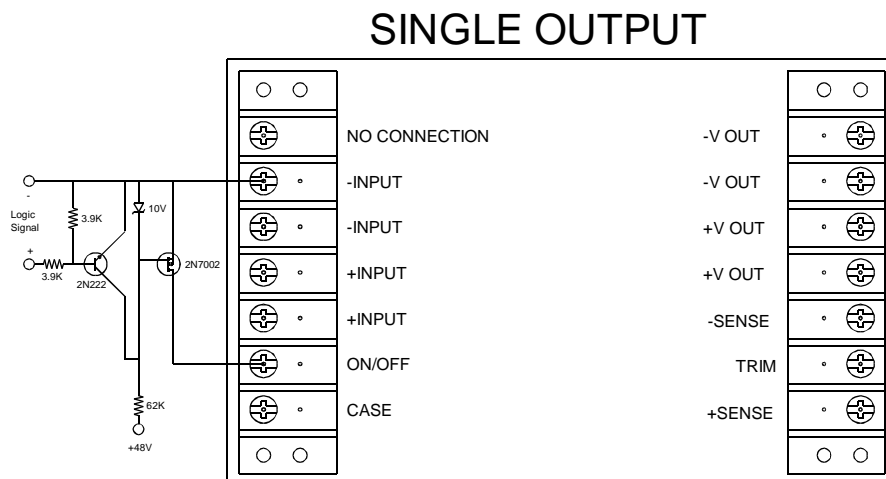 SINGLE OUTPUT
NO CONNECTION
-V OUT
-INPUT
-V OUT
-INPUT
+V OUT
+INPUT
+V OUT
+INPUT
-SENSE
ON/OFF
TRIM
CASE
+SENSE
-
Logic
Signal
+
3.9K
3.9K
2N222
10V
2N7002
62K
+48V